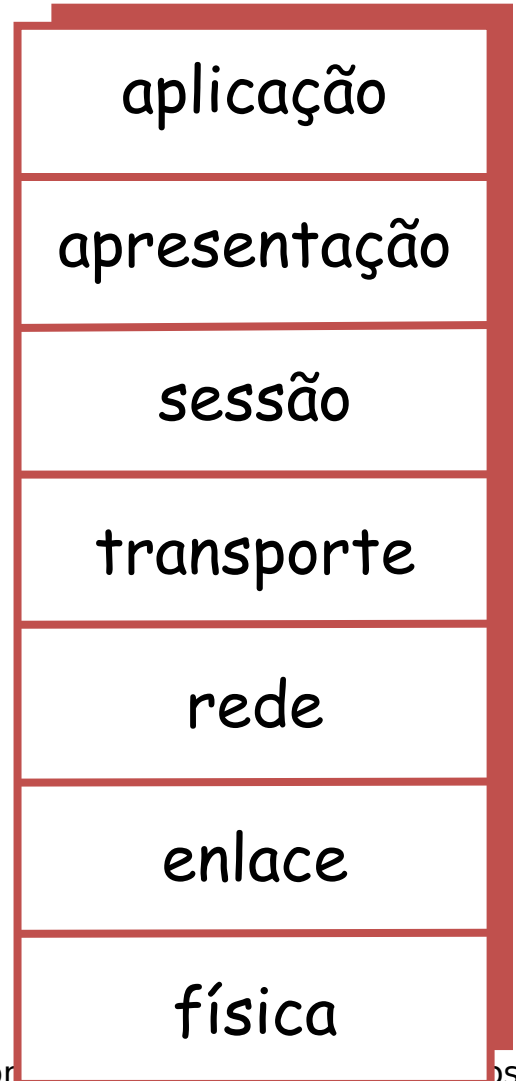 aplicação
apresentação
sessão
transporte
rede
enlace
física